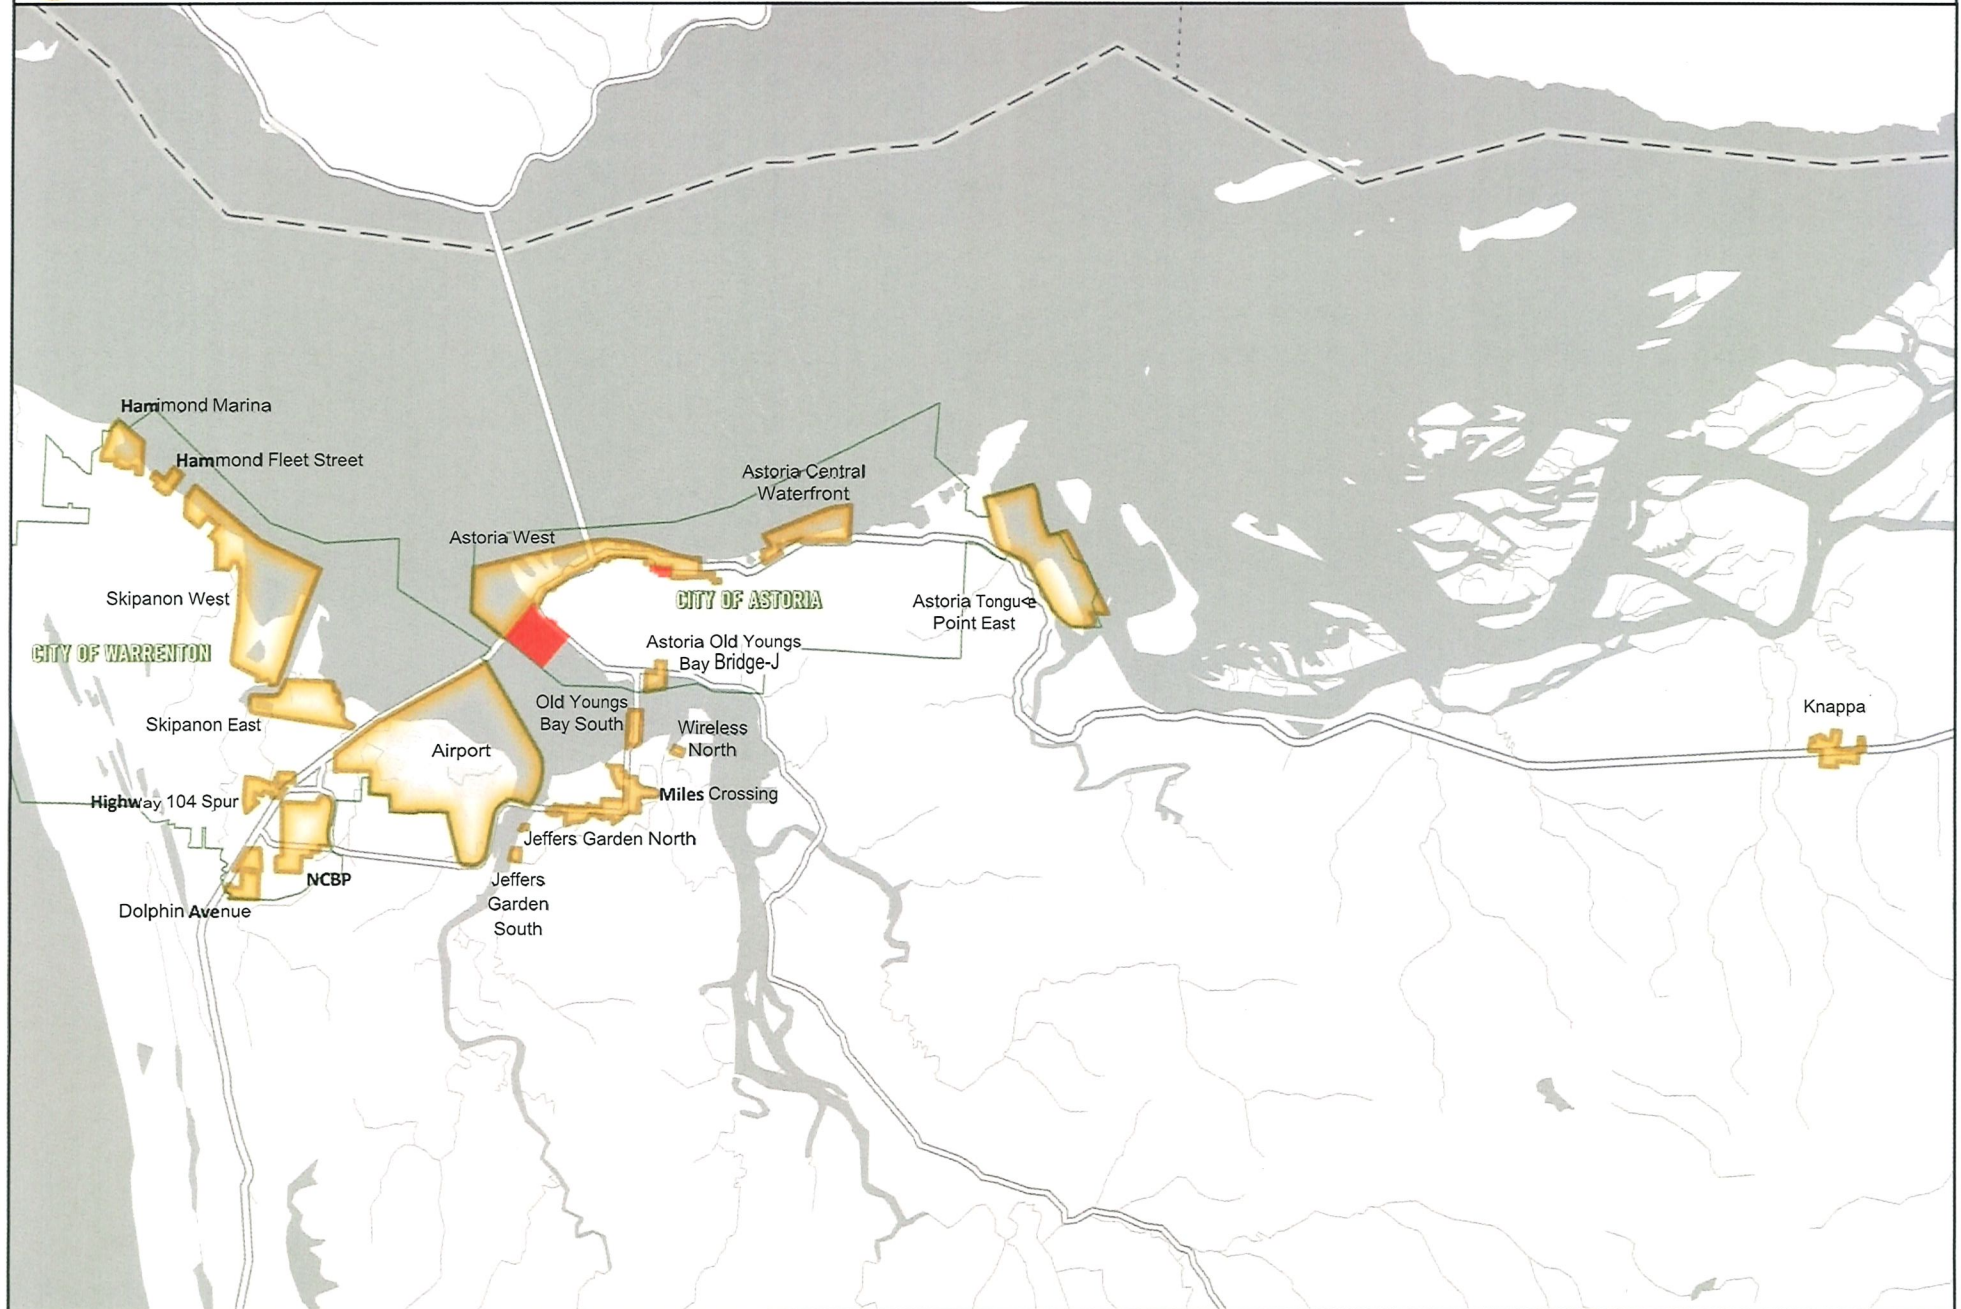 Hammond Marina
Hammond Fleet Street
Astoria Central
Waterfront
Astoria West
Skipanon West
CITY OF ASTORIA
Astoria Tongue
Point East
CITY OF WARRENTON
Astoria Old Youngs
Bay Bridge-J
Old Youngs
Bay South
Knappa
Skipanon East
Wireless
North
Airport
Highway 104 Spur
Miles Crossing
Jeffers Garden North
NCBP
Jeffers
Garden
South
Dolphin Avenue